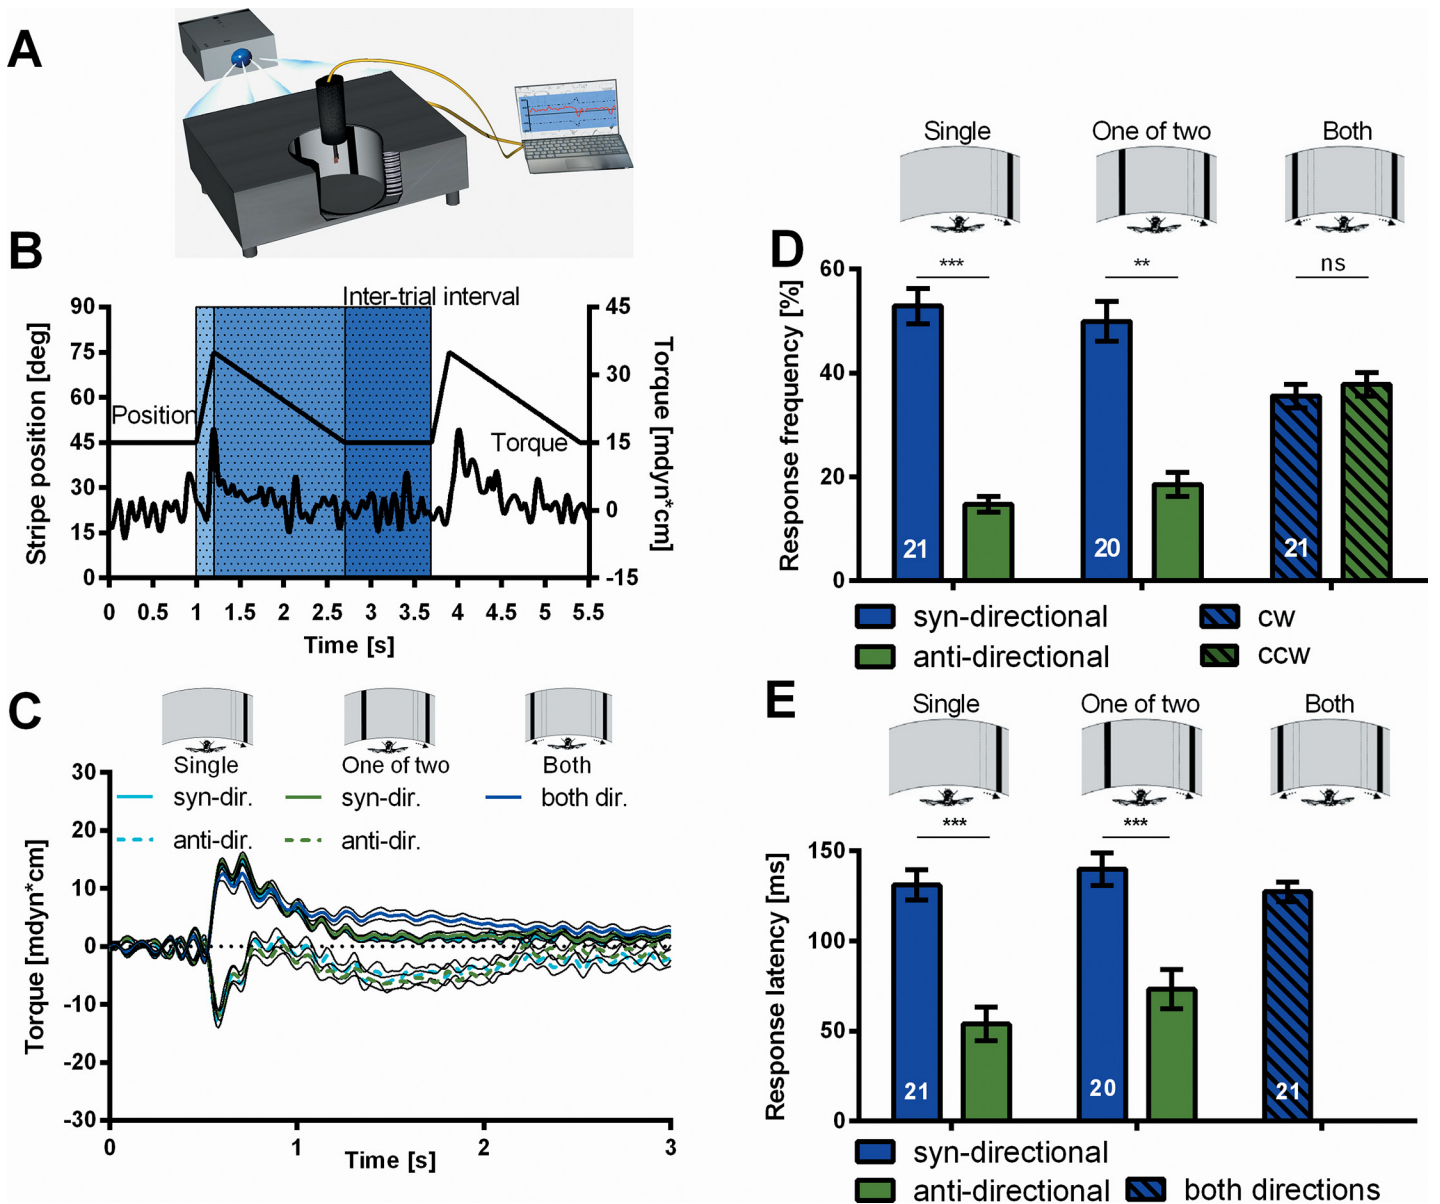 A
B
Inter-trial interval
90
75
60
45
30
15
0
Stripe position [deg]
Position
Torque
45
30
15
0
-15
Torque [mdyn*cm]
0 0.5 1 1.5 2 2.5 3 3.5 4 4.5 5 5.5
Time [s]
C
Single One of two Both
syn-dir. syn-dir. both dir.
anti-dir. anti-dir.
30
20
10
0
-10
-20
-30
Torque [mdyn*cm]
0 1 2 3
Time [s]
D
Single One of two Both
*** ** ns
60
40
20
0
Response frequency [%]
21 20 21
syn-directional cw
anti-directional ccw
E
Single One of two Both
*** ***
150
100
50
0
Response latency [ms]
21 20 21
syn-directional
anti-directional both directions